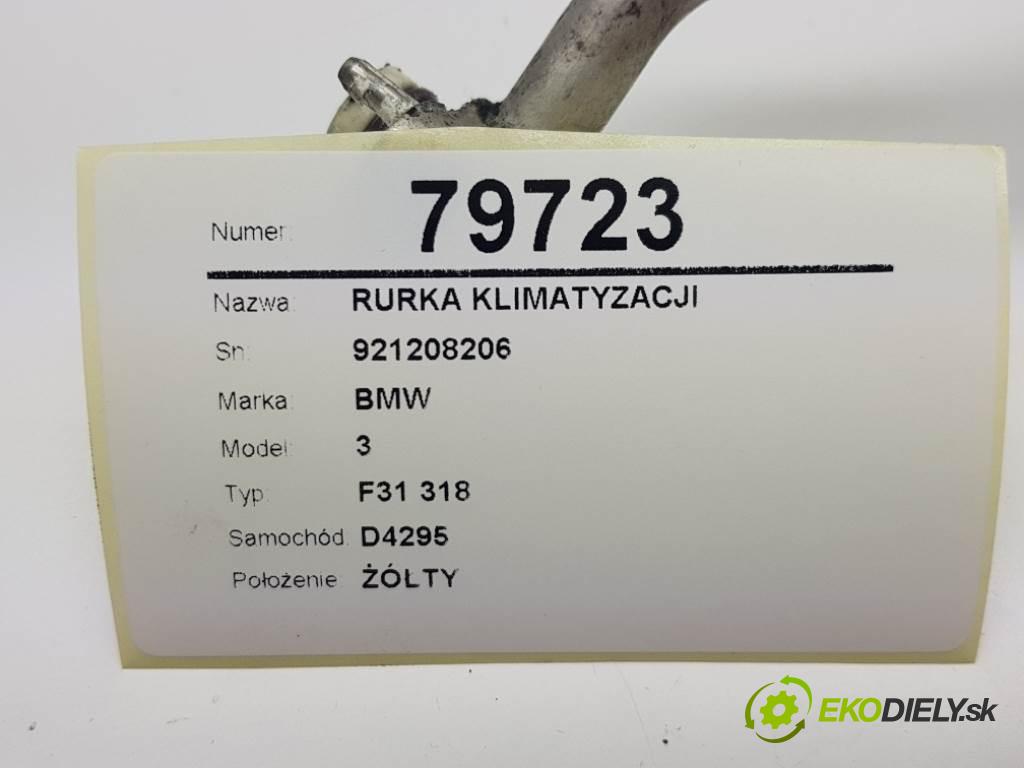 Numer: 79723
Nazwa: RURKA KLIMATYZACJI
Sn: 921208206
Marka: BMW
Model: 3
Typ: F31 318
Samochód: D4295
Położenie: ŻÓŁTY
EKODIELY.sk